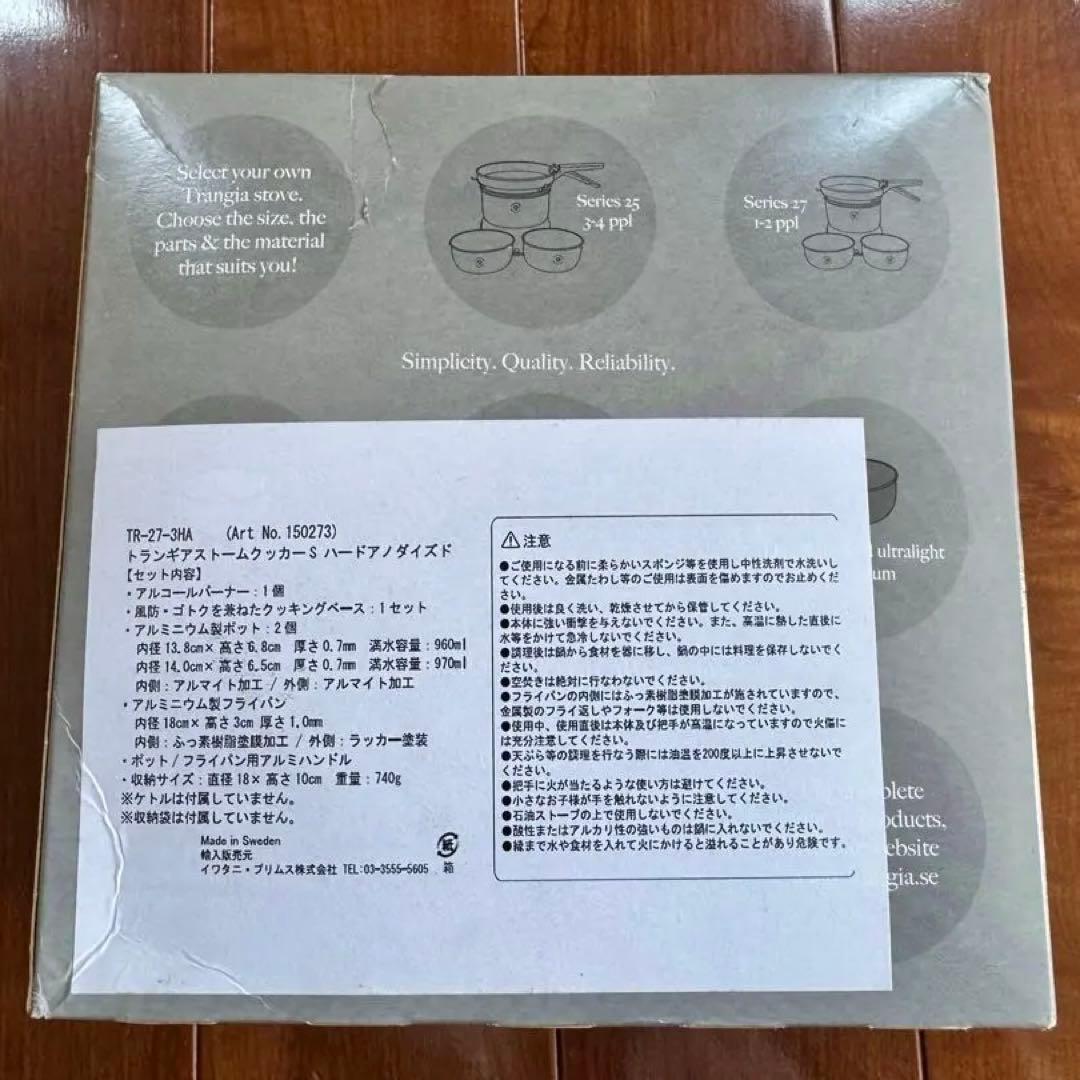 Select your own
Trangia stove.
Choose the size, the
parts & the material
that suits you!
Series 25
3-4 ppl
Series 27
1-2 ppl
Simplicity. Quality. Reliability.
ultralight
TR-27-3HA (Art No.150273)
トランギアストームクッカーS ハードアノダイズド
【セット内容】
・アルコールバーナー：1個
・風防・ゴトクを兼ねたクッキングベース：1セット
・アルミニウム製ポット：2個
内径13.8cm×高さ6.8cm 厚さ0.7mm 満水容量：960ml
内径14.0cm×高さ6.5cm 厚さ0.7mm 満水容量：970ml
内側：アルマイト加工 / 外側：アルマイト加工
・アルミニウム製フライパン
内径18cm×高さ3cm 厚さ1.0mm
内側：ふっ素樹脂塗膜加工 / 外側：ラッカー塗装
・ポット/フライパン用アルミハンドル
・収納サイズ：直径18×高さ10cm 重量：740g
※ケトルは付属していません。
※収納袋は付属していません。
Made in Sweden
輸入販売元
イワタニ・プリムス株式会社 TEL:03-3555-5605
紙
箱
⚠注意
●ご使用になる前に柔らかいスポンジ等を使用し中性洗剤で水洗いし
てください。金属たわし等のご使用は表面を傷めますのでお止めくだ
さい。
●使用後は良く洗い、乾燥させてから保管してください。
●本体に強い衝撃を与えないでください。また、高温に熱した直後に
水等をかけて急冷しないでください。
●調理後は鍋から食材を器に移し、鍋の中には料理を保存しないでく
ださい。
●空焚きは絶対に行なわないでください。
●フライパンの内側にはふっ素樹脂塗膜加工が施されていますので、
金属製のフライ返しやフォーク等は使用しないでください。
●使用中、使用直後は本体及び把手が高温になっていますので火傷に
は充分注意してください。
●天ぷら等の調理を行なう際には油温を200度以上に上昇させないで
ください。
●把手に火が当たるような使い方は避けてください。
●小さなお子様が手を触れないように注意してください。
●石油ストーブの上で使用しないでください。
●酸性またはアルカリ性の強いものは鍋に入れないでください。
●縁まで水や食材を入れて火にかけると溢れることがあり危険です。